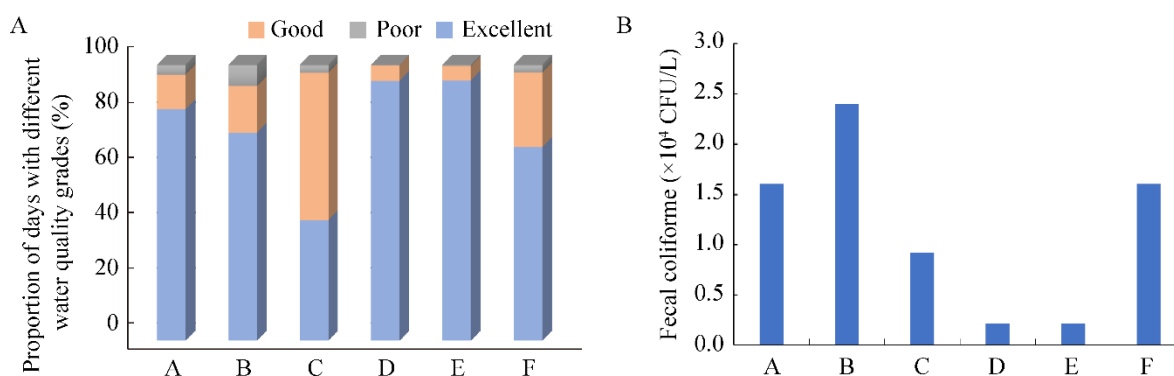 A
Good Poor Excellent
Proportion of days with different
water quality grades (%)
100
80
60
40
20
0
A B C D E F
B
Fecal coliforme (×10⁴ CFU/L)
3.0
2.5
2.0
1.5
1.0
0.5
0.0
A B C D E F